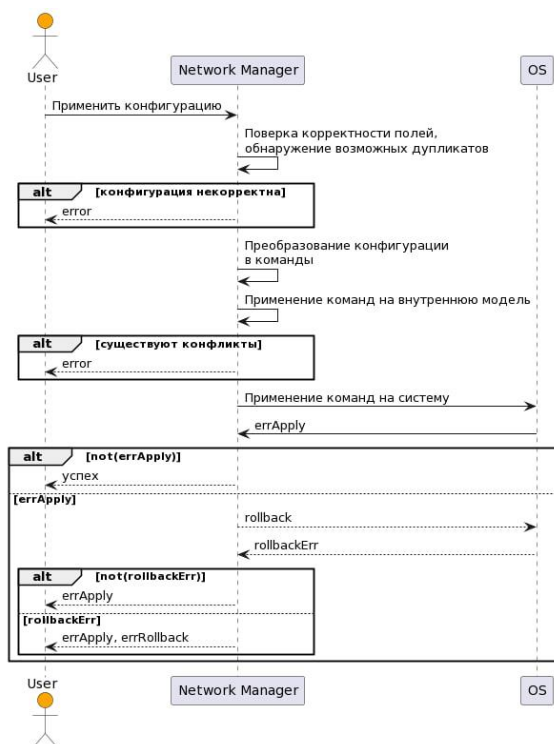 User
Network Manager
OS
Применить конфигурацию
Поверка корректности полей,
обнаружение возможных дупликатов
alt [конфигурация некорректна]
error
Преобразование конфигурации
в команды
Применение команд на внутреннюю модель
alt [существуют конфликты]
error
Применение команд на систему
errApply
alt [not(errApply)]
успех
[errApply]
rollback
rollbackErr
alt [not(rollbackErr)]
errApply
[rollbackErr]
errApply, errRollback
User
Network Manager
OS